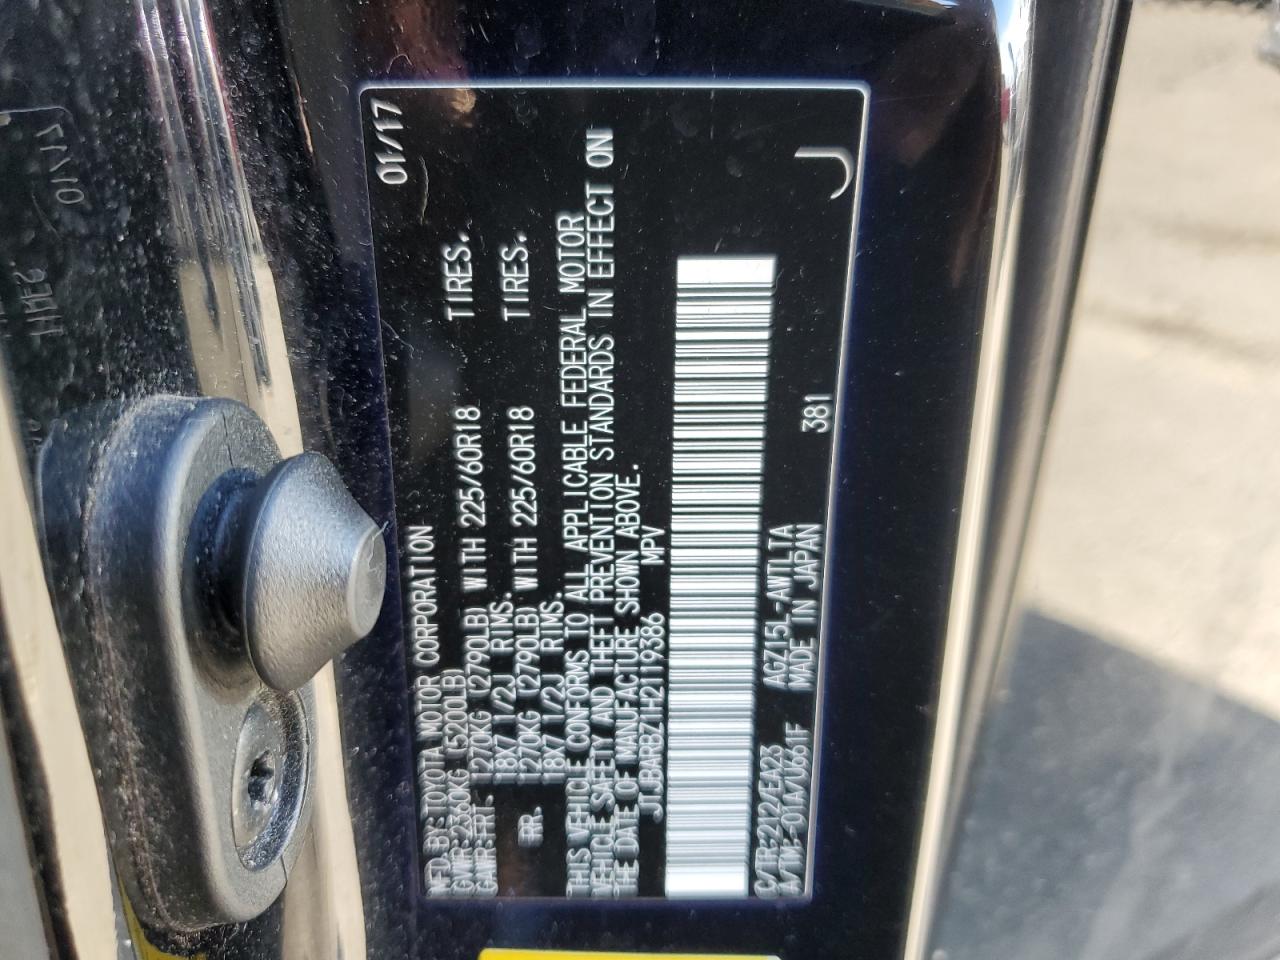 MFD. BY: TOYOTA MOTOR CORPORATION 01/17
GVWR: 2360KG (5200LB)
GAWR: FRT. 1270KG (2790LB) WITH 225/60R18 TIRES.
18X7 1/2J RIMS.
RR. 1270KG (2790LB) WITH 225/60R18 TIRES.
18X7 1/2J RIMS.
THIS VEHICLE CONFORMS TO ALL APPLICABLE FEDERAL MOTOR
VEHICLE SAFETY AND THEFT PREVENTION STANDARDS IN EFFECT ON
THE DATE OF MANUFACTURE SHOWN ABOVE.
JTJBARBZ1H2119386 MPV
C/TR: 222/EA23 AGZ15L-AWTLTA
A/TM: -01A/U661F MADE IN JAPAN 381
J